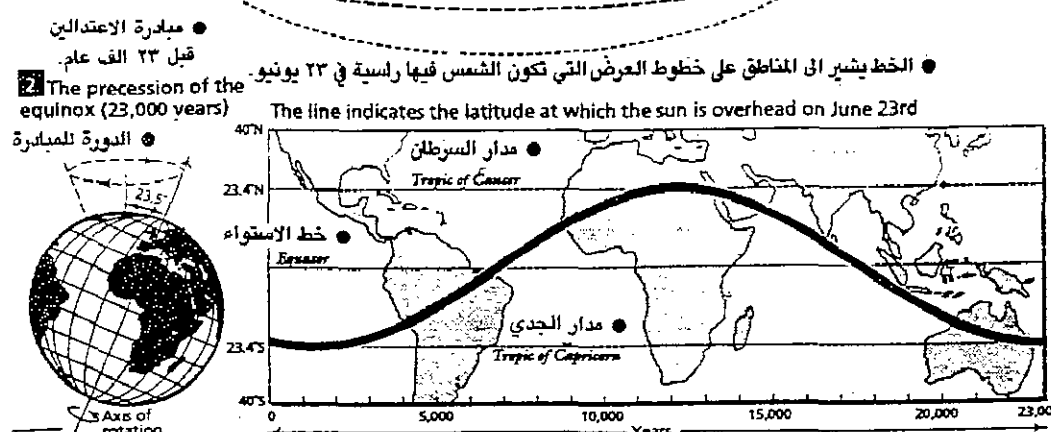 ● مبادرة الاعتدالين
قبل ٢٣ الف عام.
2. The precession of the
equinox (23,000 years)
● الدورة للمبادرة
23,5°
Axis of
rotation
● الخط يشير الى المناطق على خطوط العرض التي تكون الشمس فيها راسية في ٢٣ يونيو.
The line indicates the latitude at which the sun is overhead on June 23rd
40°N
● مدار السرطان
Tropic of Cancer
23.4°N
● خط الاستواء
Equator
● مدار الجدي
23.4°S
Tropic of Capricorn
40°S
0 5,000 10,000 15,000 20,000 23,00
Years